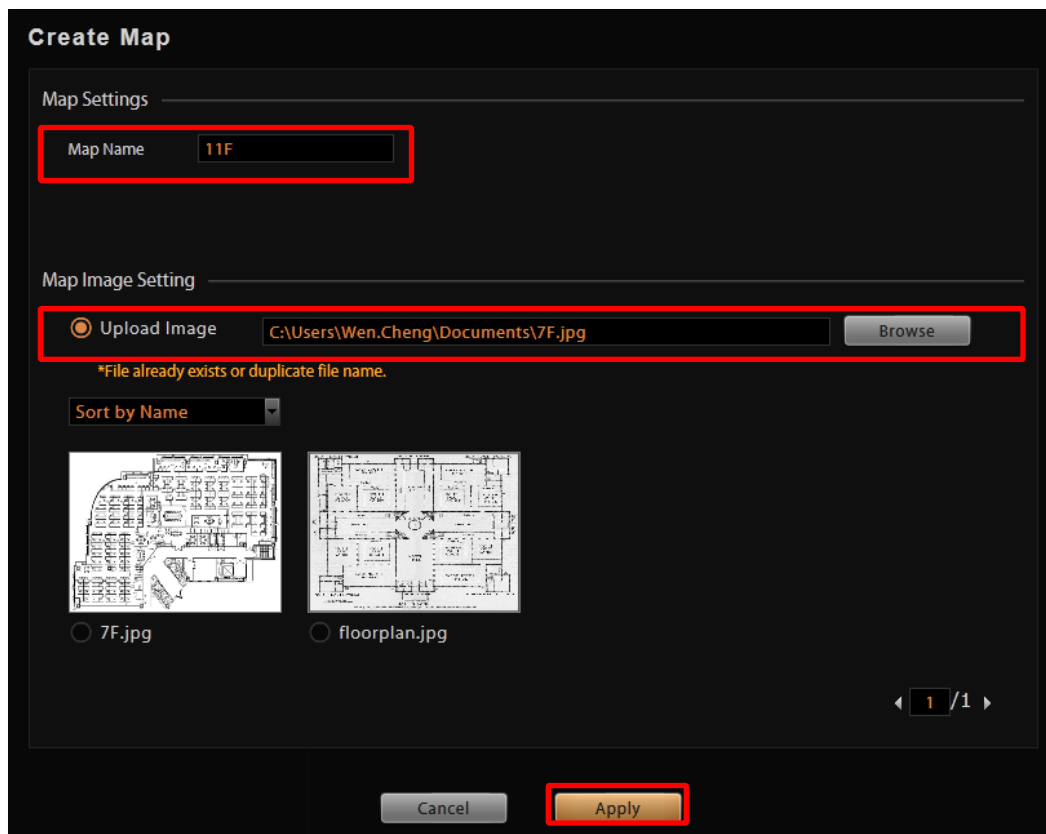 Create Map
Map Settings
Map Name 11F
Map Image Setting
Upload Image C:\Users\Wen.Cheng\Documents\7F.jpg Browse
*File already exists or duplicate file name.
Sort by Name
7F.jpg floorplan.jpg
1 /1
Cancel Apply